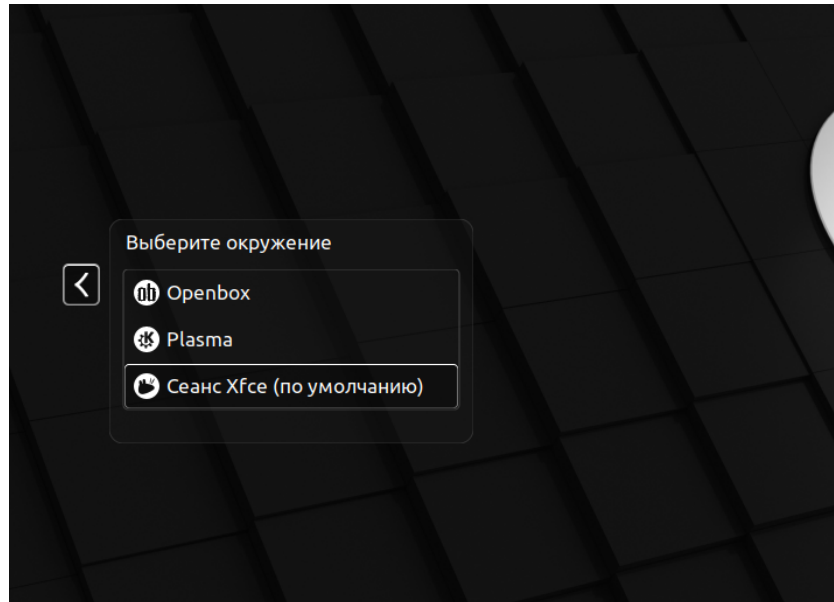 Выберите окружение
Openbox
Plasma
Сеанс Xfce (по умолчанию)